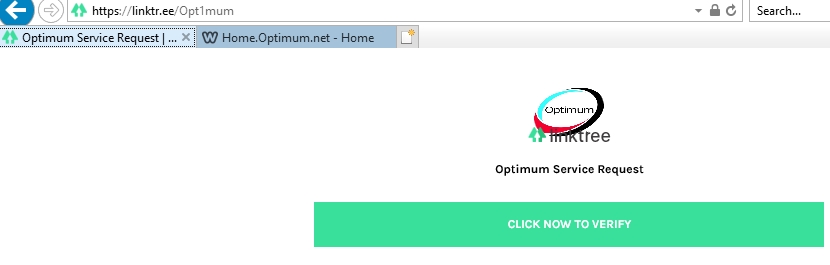 https://linktr.ee/Opt1mum
Search...
Optimum Service Request | ...
Home.Optimum.net - Home
Optimum
linktree
Optimum Service Request
CLICK NOW TO VERIFY